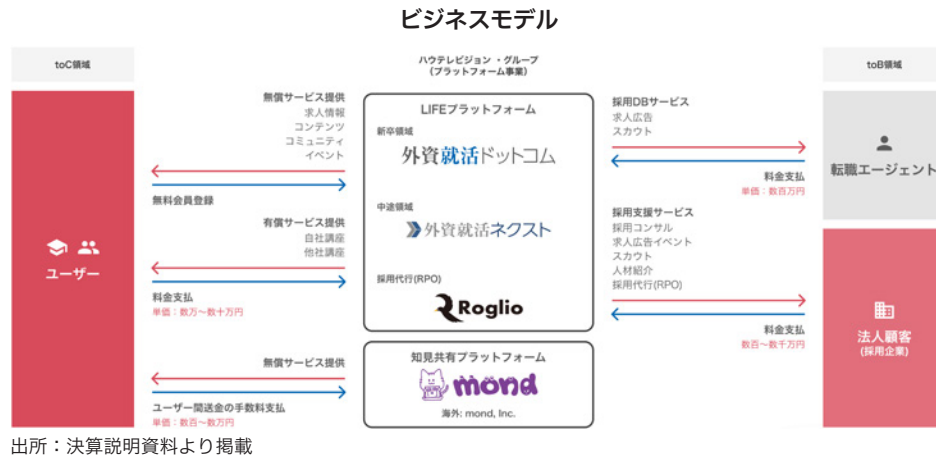 ビジネスモデル
toC領域
ハウテレビジョン・グループ
(プラットフォーム事業)
toB領域
無償サービス提供
求人情報
コンテンツ
コミュニティ
イベント
無料会員登録
有償サービス提供
自社講座
他社講座
料金支払
単価：数万〜数十万円
無償サービス提供
ユーザー間送金の手数料支払
単価：数百〜数万円
ユーザー
LIFEプラットフォーム
新卒領域
外資就活ドットコム
中途領域
外資就活ネクスト
採用代行(RPO)
Roglio
知見共有プラットフォーム
mond
海外: mond, Inc.
採用DBサービス
求人広告
スカウト
料金支払
単価：数百万円
採用支援サービス
採用コンサル
求人広告イベント
スカウト
人材紹介
採用代行(RPO)
料金支払
数百〜数千万円
転職エージェント
法人顧客
(採用企業)
出所：決算説明資料より掲載